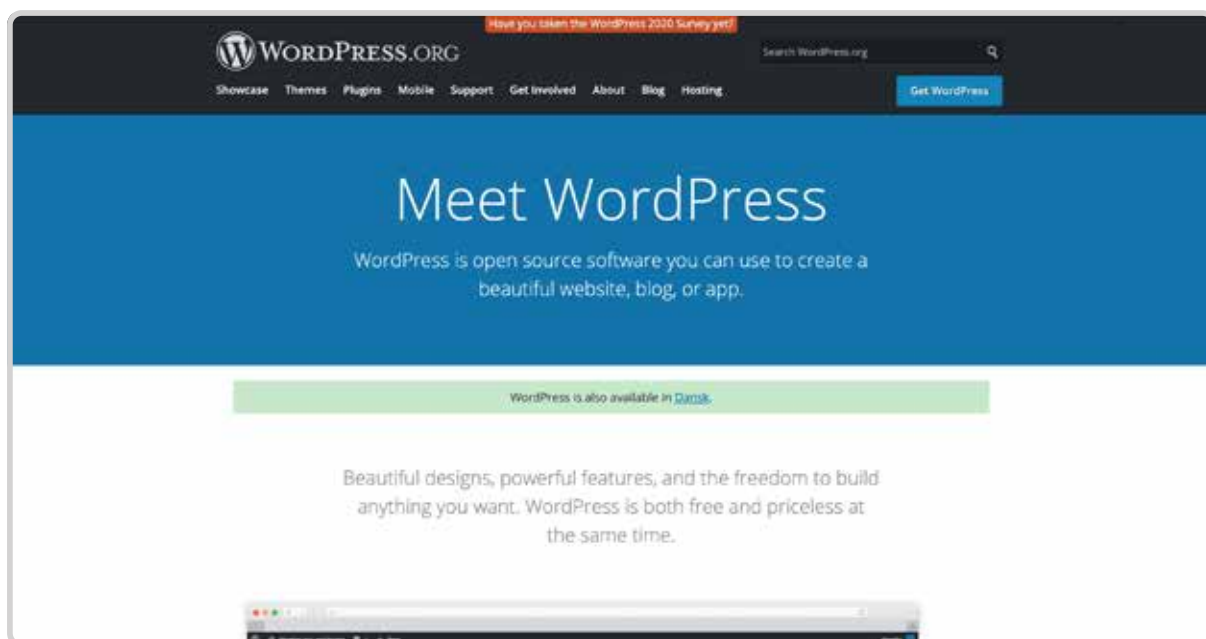 Have you taken the WordPress 2020 Survey yet?
WORDPRESS.ORG
Search WordPress.org
Showcase Themes Plugins Mobile Support Get Involved About Blog Hosting
Get WordPress
Meet WordPress
WordPress is open source software you can use to create a
beautiful website, blog, or app.
WordPress is also available in Dansk.
Beautiful designs, powerful features, and the freedom to build
anything you want. WordPress is both free and priceless at
the same time.